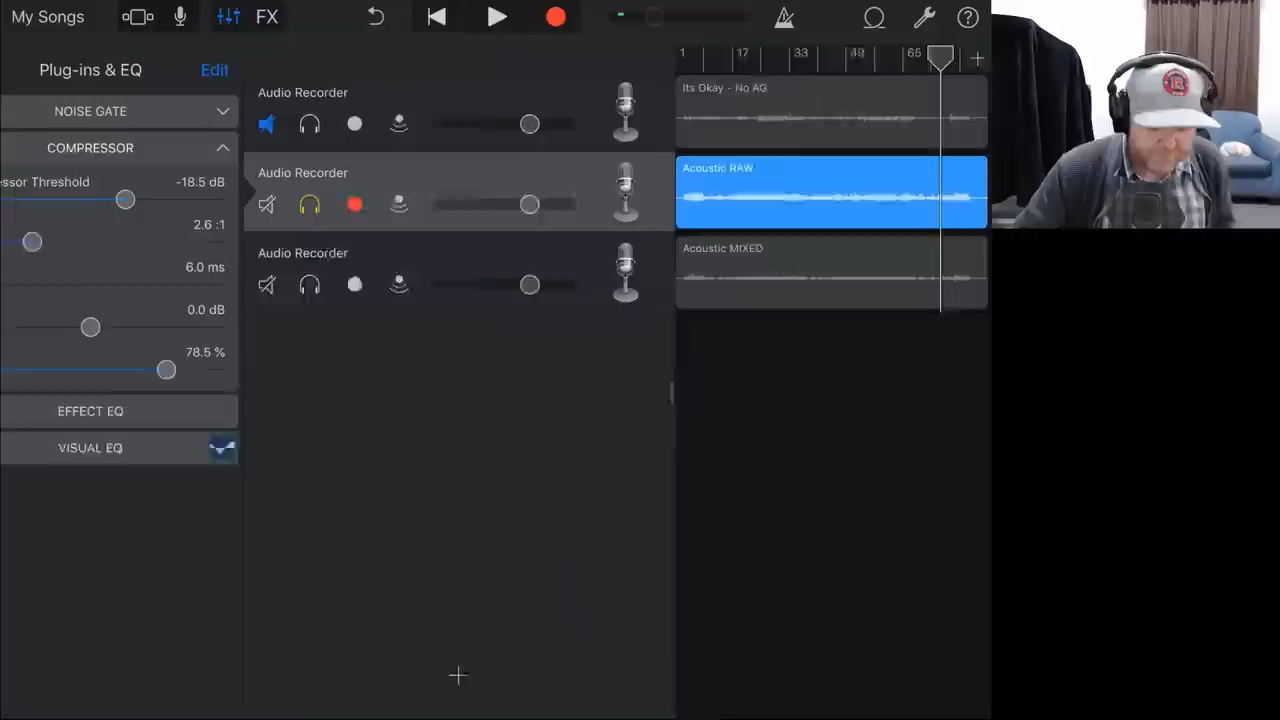 My Songs
FX
Plug-ins & EQ
Edit
NOISE GATE
COMPRESSOR
ssor Threshold
-18.5 dB
2.6 :1
6.0 ms
0.0 dB
78.5 %
EFFECT EQ
VISUAL EQ
Audio Recorder
Audio Recorder
Audio Recorder
1 17 33 49 65
Its Okay - No AG
Acoustic RAW
Acoustic MIXED